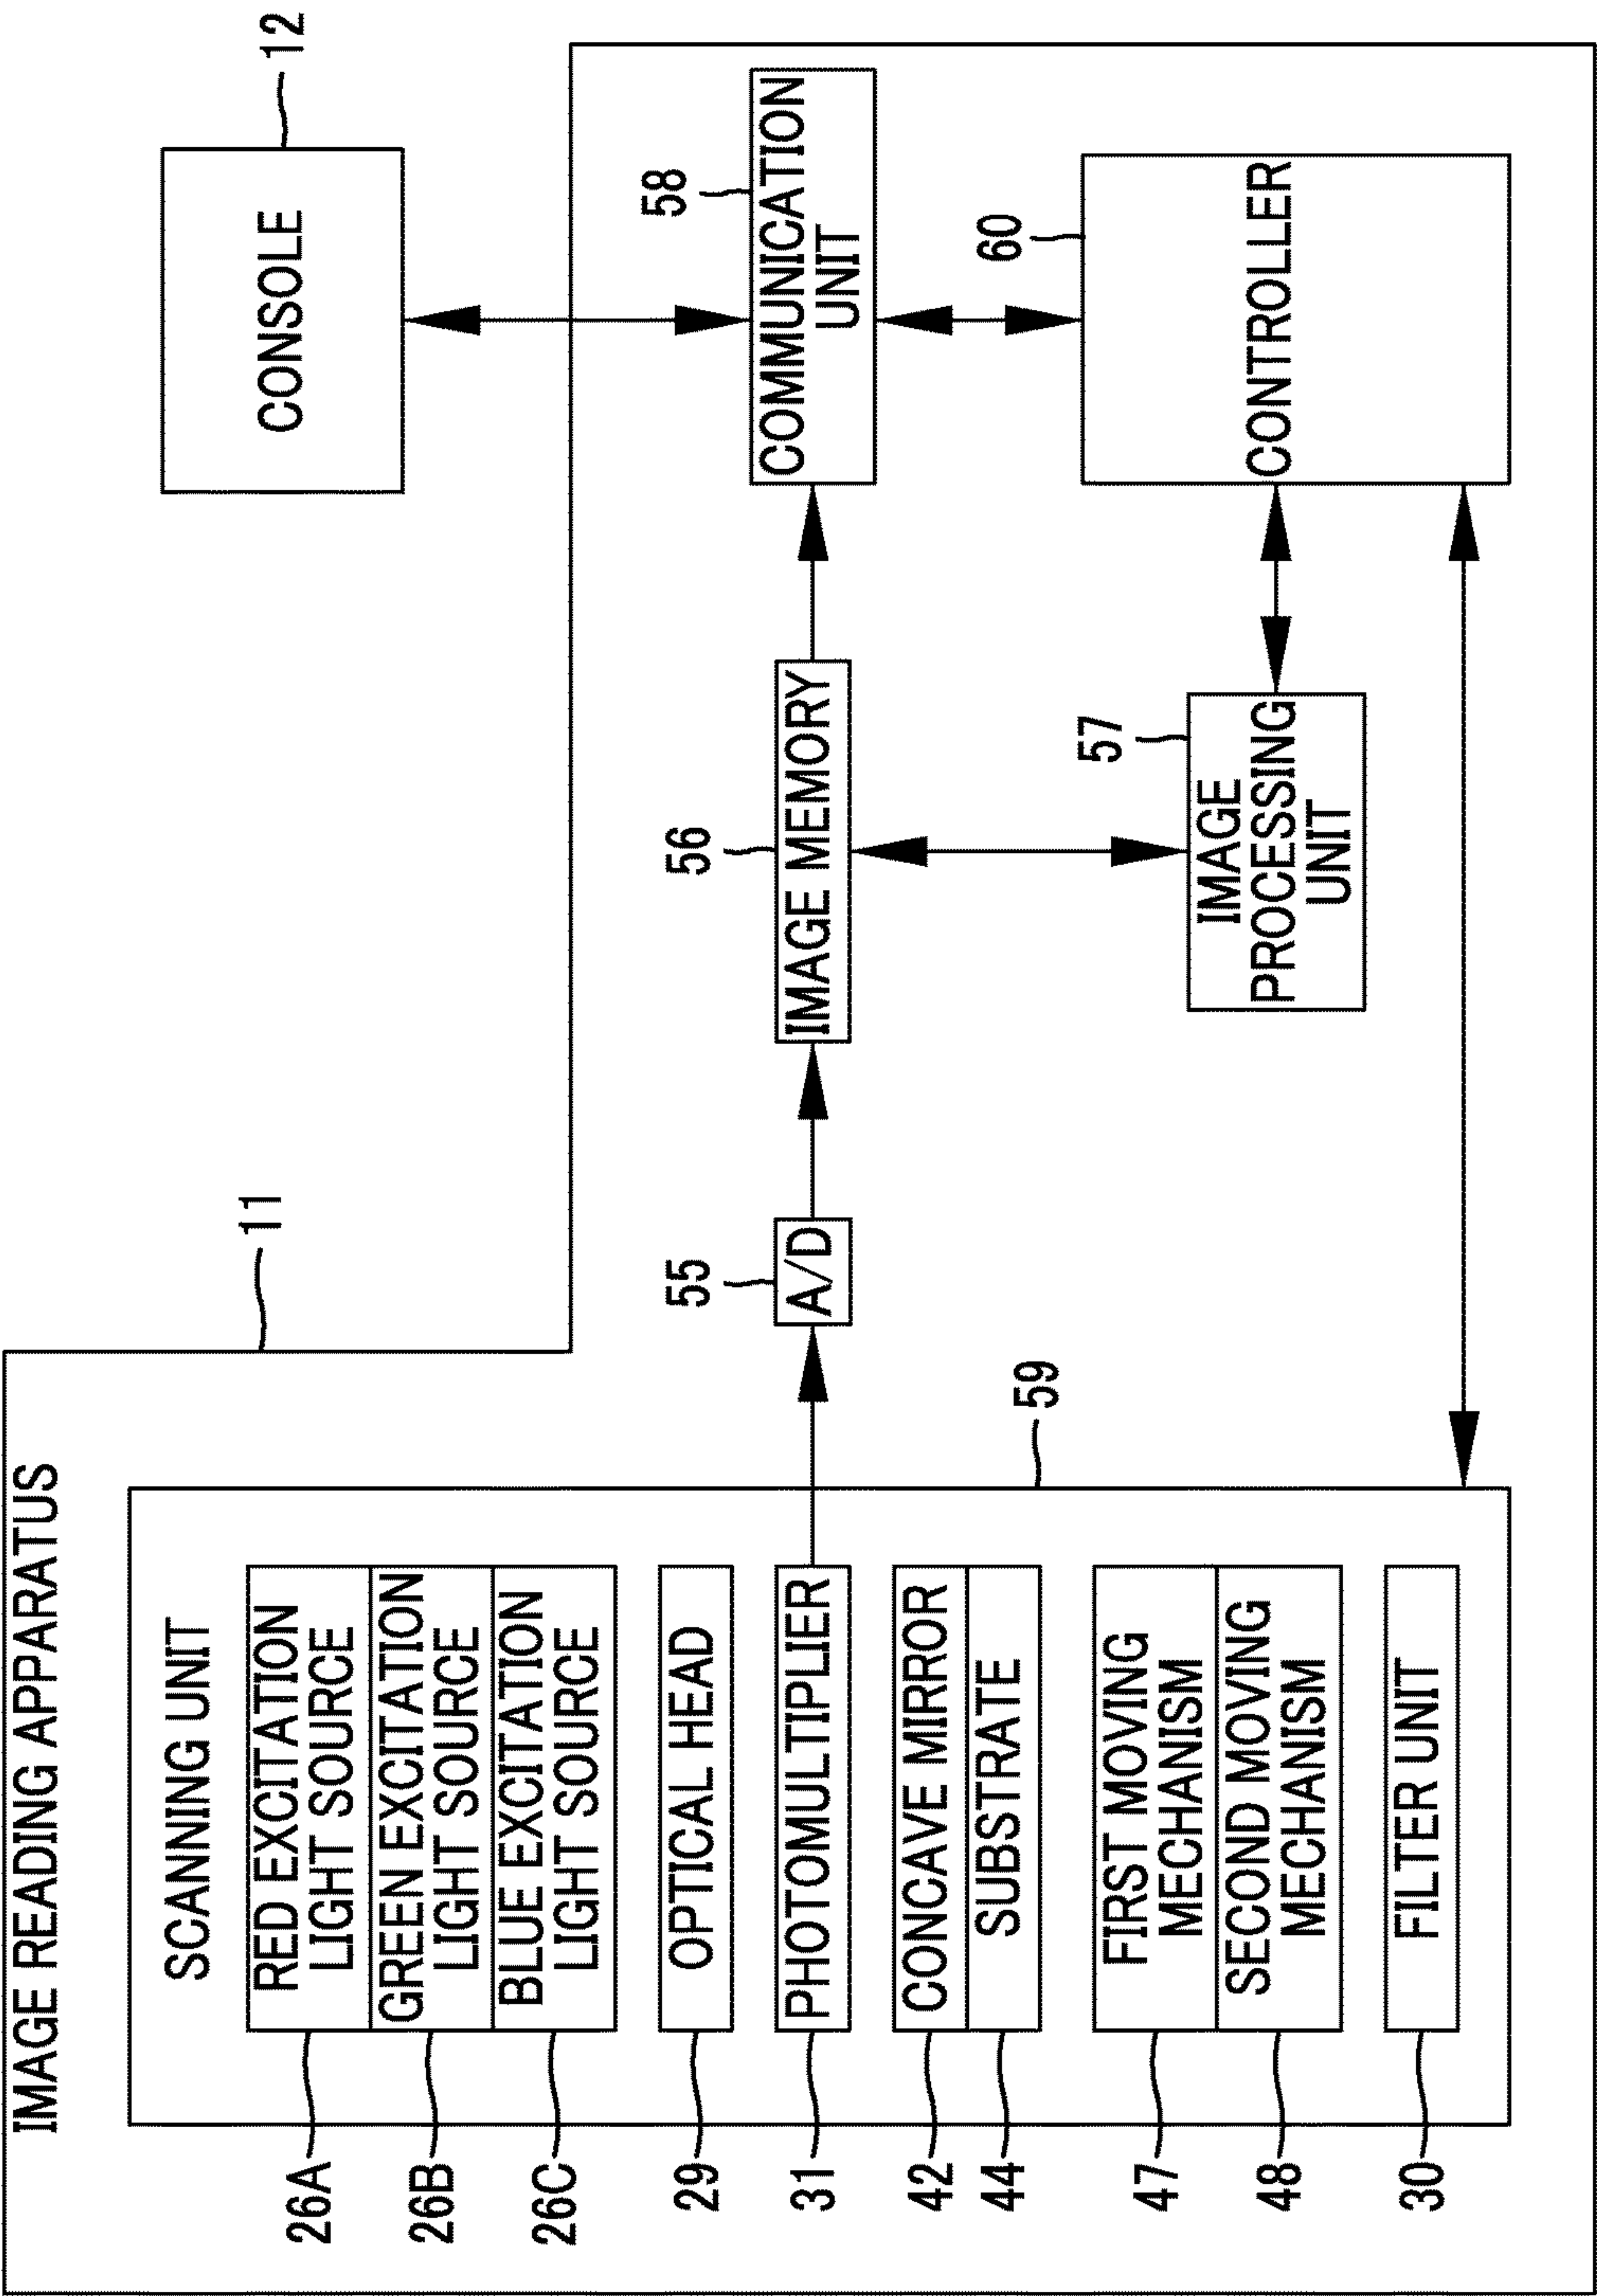 IMAGE READING APPARATUS
11
12
CONSOLE
SCANNING UNIT
59
26A
RED EXCITATION
LIGHT SOURCE
26B
GREEN EXCITATION
LIGHT SOURCE
26C
BLUE EXCITATION
LIGHT SOURCE
29
OPTICAL HEAD
31
PHOTOMULTIPLIER
42
CONCAVE MIRROR
44
SUBSTRATE
47
FIRST MOVING
MECHANISM
48
SECOND MOVING
MECHANISM
30
FILTER UNIT
55
A/D
56
IMAGE MEMORY
58
COMMUNICATION
UNIT
57
IMAGE
PROCESSING
UNIT
60
CONTROLLER